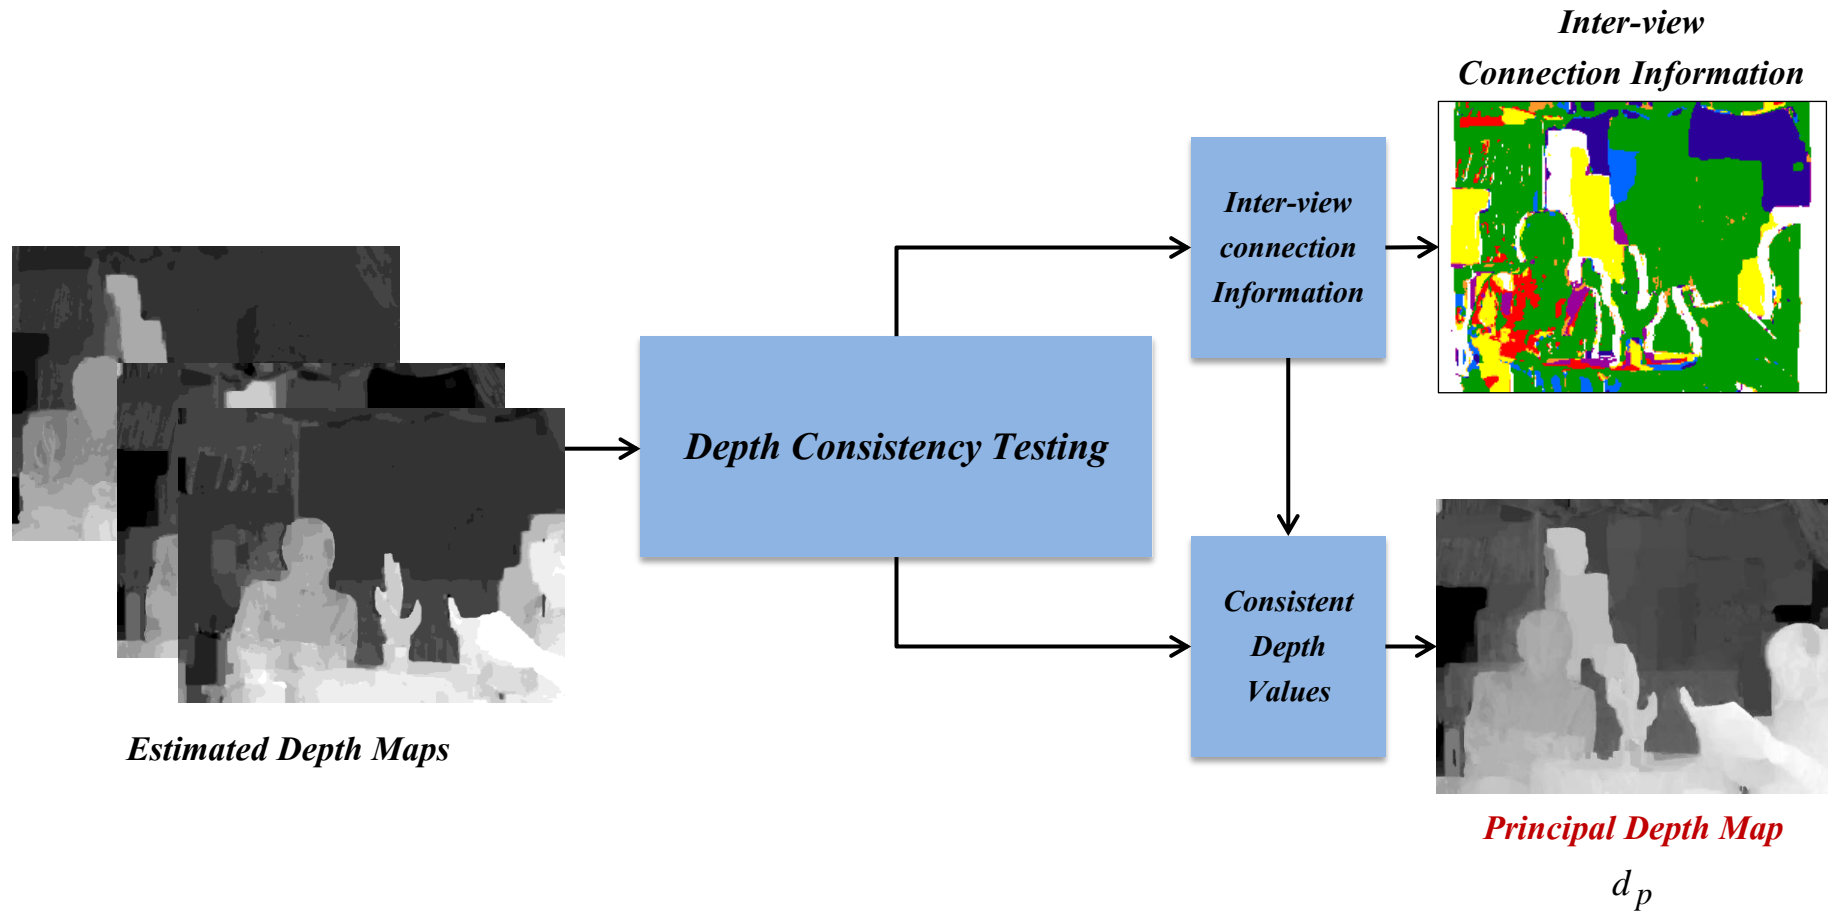 Inter-view
Connection Information
Inter-view
connection
Information
Depth Consistency Testing
Consistent
Depth
Values
Estimated Depth Maps
Principal Depth Map
d p